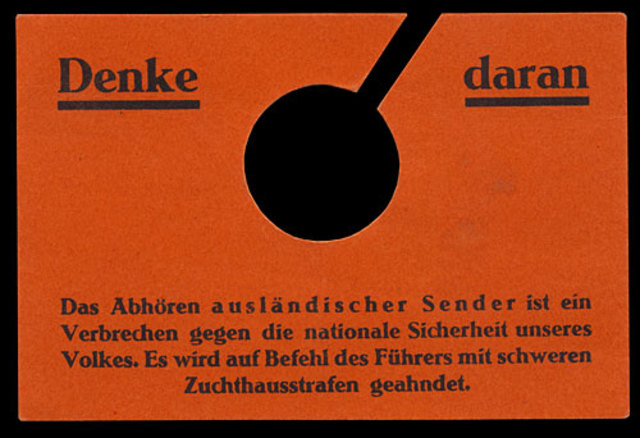 Denke daran
Das Abhören ausländischer Sender ist ein
Verbrechen gegen die nationale Sicherheit unseres
Volkes. Es wird auf Befehl des Führers mit schweren
Zuchthausstrafen geahndet.